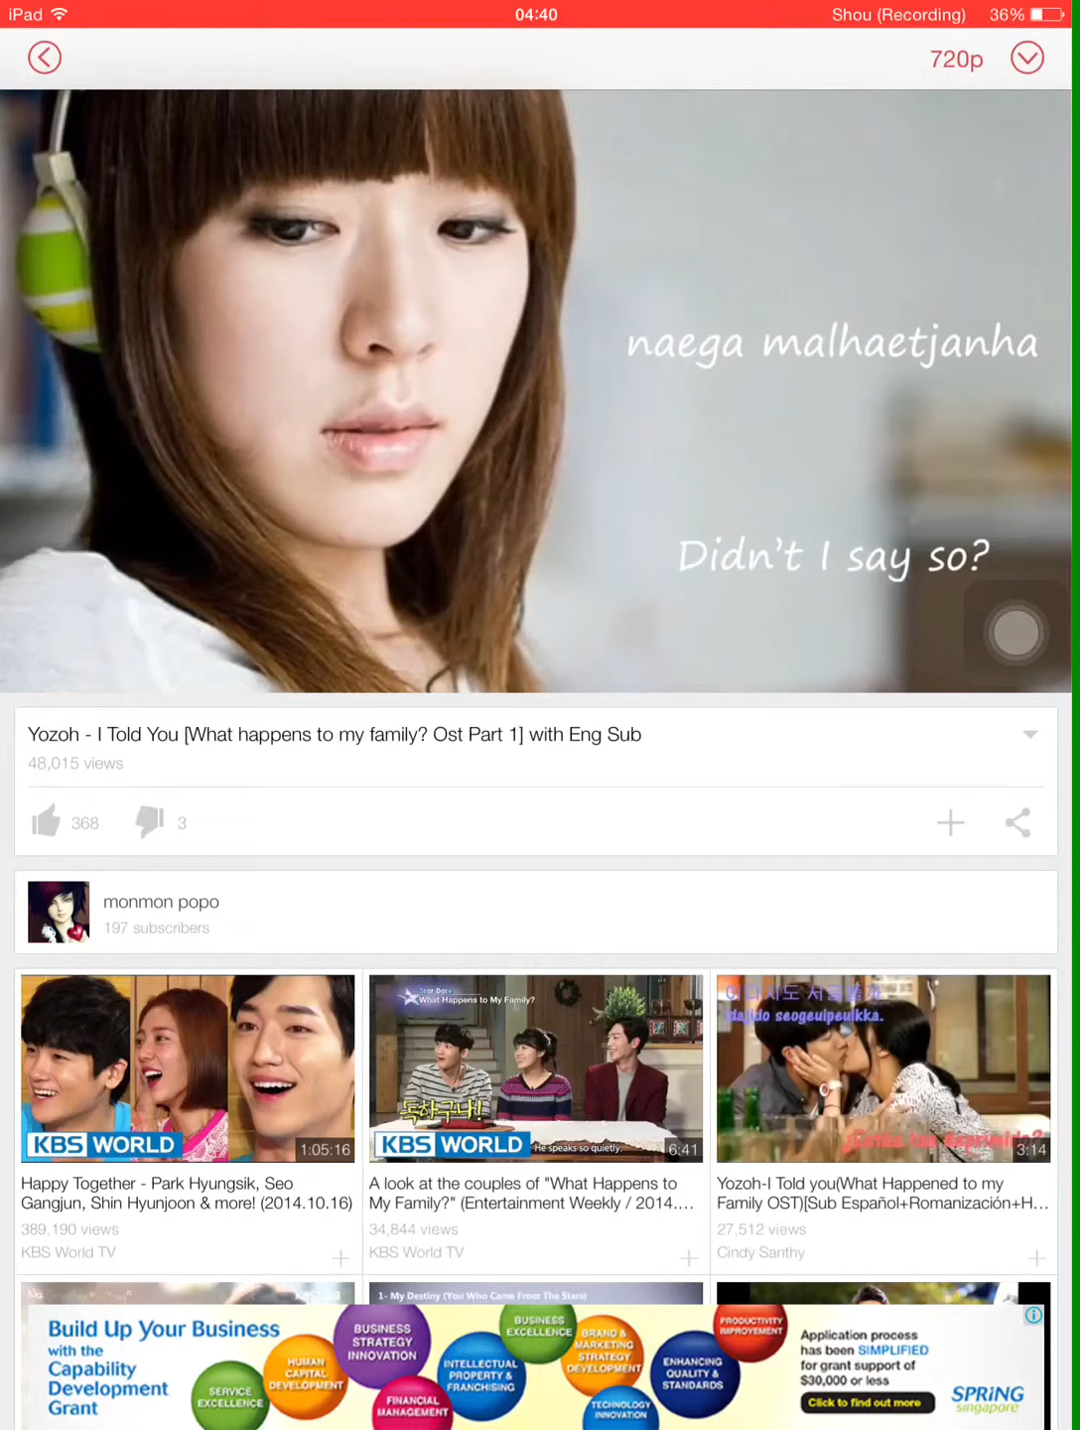 iPad 04:40 Shou (Recording) 36%
720p
naega malhaetjanha
Didn't I say so?
Yozoh - I Told You [What happens to my family? Ost Part 1] with Eng Sub
48,015 views
368 3
monmon popo
197 subscribers
KBS WORLD
1:05:16
Happy Together - Park Hyungsik, Seo
Gangjun, Shin Hyunjoon & more! (2014.10.16)
389,190 views
KBS World TV
Star Date
What Happens to My Family?
독하구나!
KBS WORLD
He speaks so quietly.
6:41
A look at the couples of "What Happens to
My Family?" (Entertainment Weekly / 2014....
34,844 views
KBS World TV
dajido seogeulpeulkka.
3:14
Yozoh-I Told you(What Happened to my
Family OST)[Sub Español+Romanización+H...
27,512 views
Cindy Santhy
1- My Destiny (You Who Came From The Stars)
Build Up Your Business
with the
Capability
Development
Grant
SERVICE
EXCELLENCE
HUMAN
CAPITAL
DEVELOPMENT
BUSINESS
STRATEGY
INNOVATION
FINANCIAL
MANAGEMENT
INTELLECTUAL
PROPERTY &
FRANCHISING
BUSINESS
EXCELLENCE
BRAND &
MARKETING
STRATEGY
DEVELOPMENT
TECHNOLOGY
INNOVATION
ENHANCING
QUALITY &
STANDARDS
PRODUCTIVITY
IMPROVEMENT
Application process
has been SIMPLIFIED
for grant support of
$30,000 or less
Click to find out more
SPRING
singapore